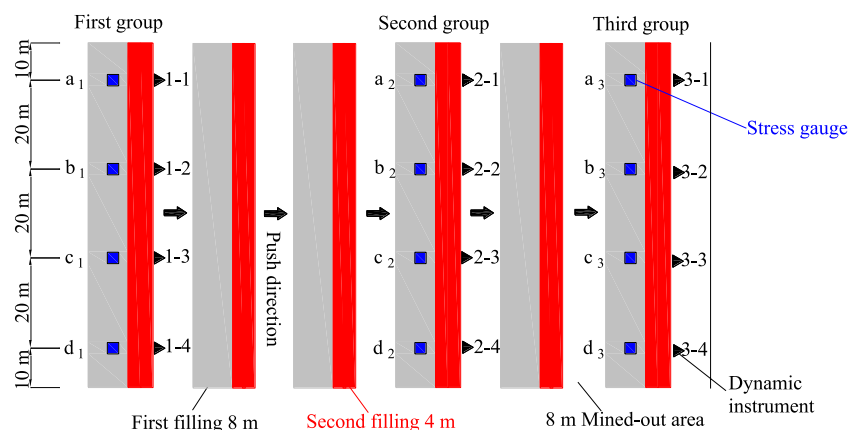 First group
Second group
Third group
10 m
20 m
20 m
20 m
10 m
a 1
b 1
c 1
d 1
1-1
1-2
1-3
1-4
Push direction
a 2
b 2
c 2
d 2
2-1
2-2
2-3
2-4
a 3
b 3
c 3
d 3
3-1
3-2
3-3
3-4
Stress gauge
Dynamic
instrument
First filling 8 m
Second filling 4 m
8 m Mined-out area